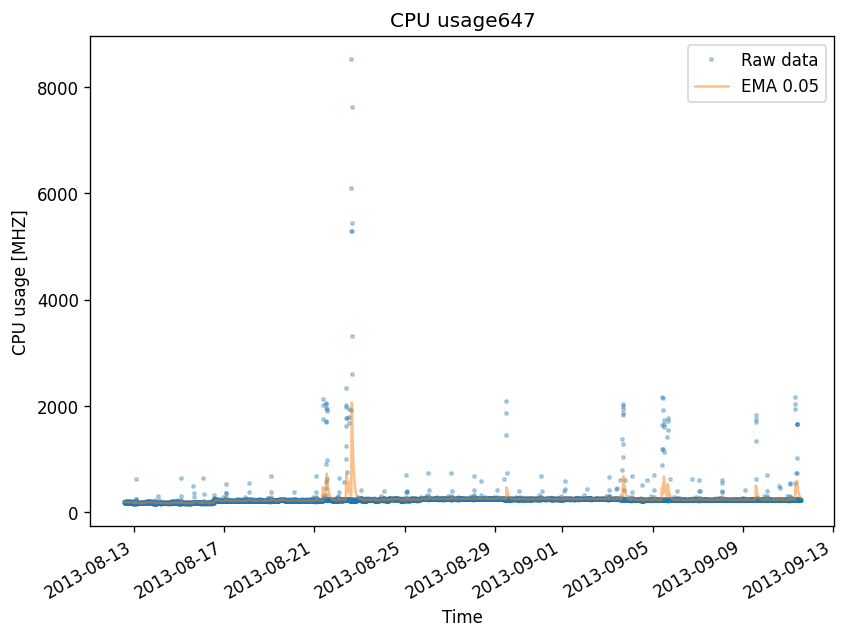 CPU usage647
Raw data
EMA 0.05
CPU usage [MHZ]
8000
6000
4000
2000
0
2013-08-13
2013-08-17
2013-08-21
2013-08-25
2013-08-29
2013-09-01
2013-09-05
2013-09-09
2013-09-13
Time